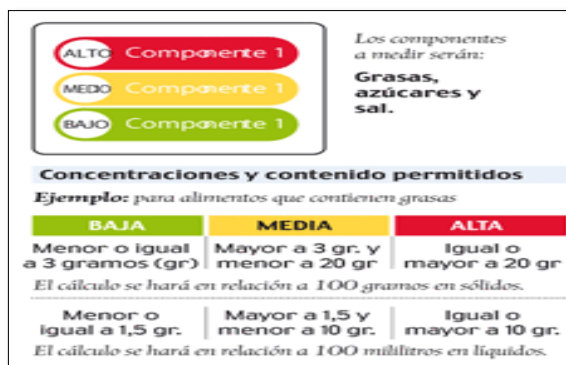 ALTO Componente 1
MEDIO Componente 1
BAJO Componente 1
Los componentes
a medir serán:
Grasas,
azúcares y
sal.
Concentraciones y contenido permitidos
Ejemplo: para alimentos que contienen grasas
BAJA MEDIA ALTA
Menor o igual Mayor a 3 gr. y Igual o
a 3 gramos (gr) menor a 20 gr mayor a 20 gr
El cálculo se hará en relación a 100 gramos en sólidos.
Menor o Mayor a 1,5 y Igual o
igual a 1,5 gr. menor a 10 gr. mayor a 10 gr.
El cálculo se hará en relación a 100 mililitros en líquidos.